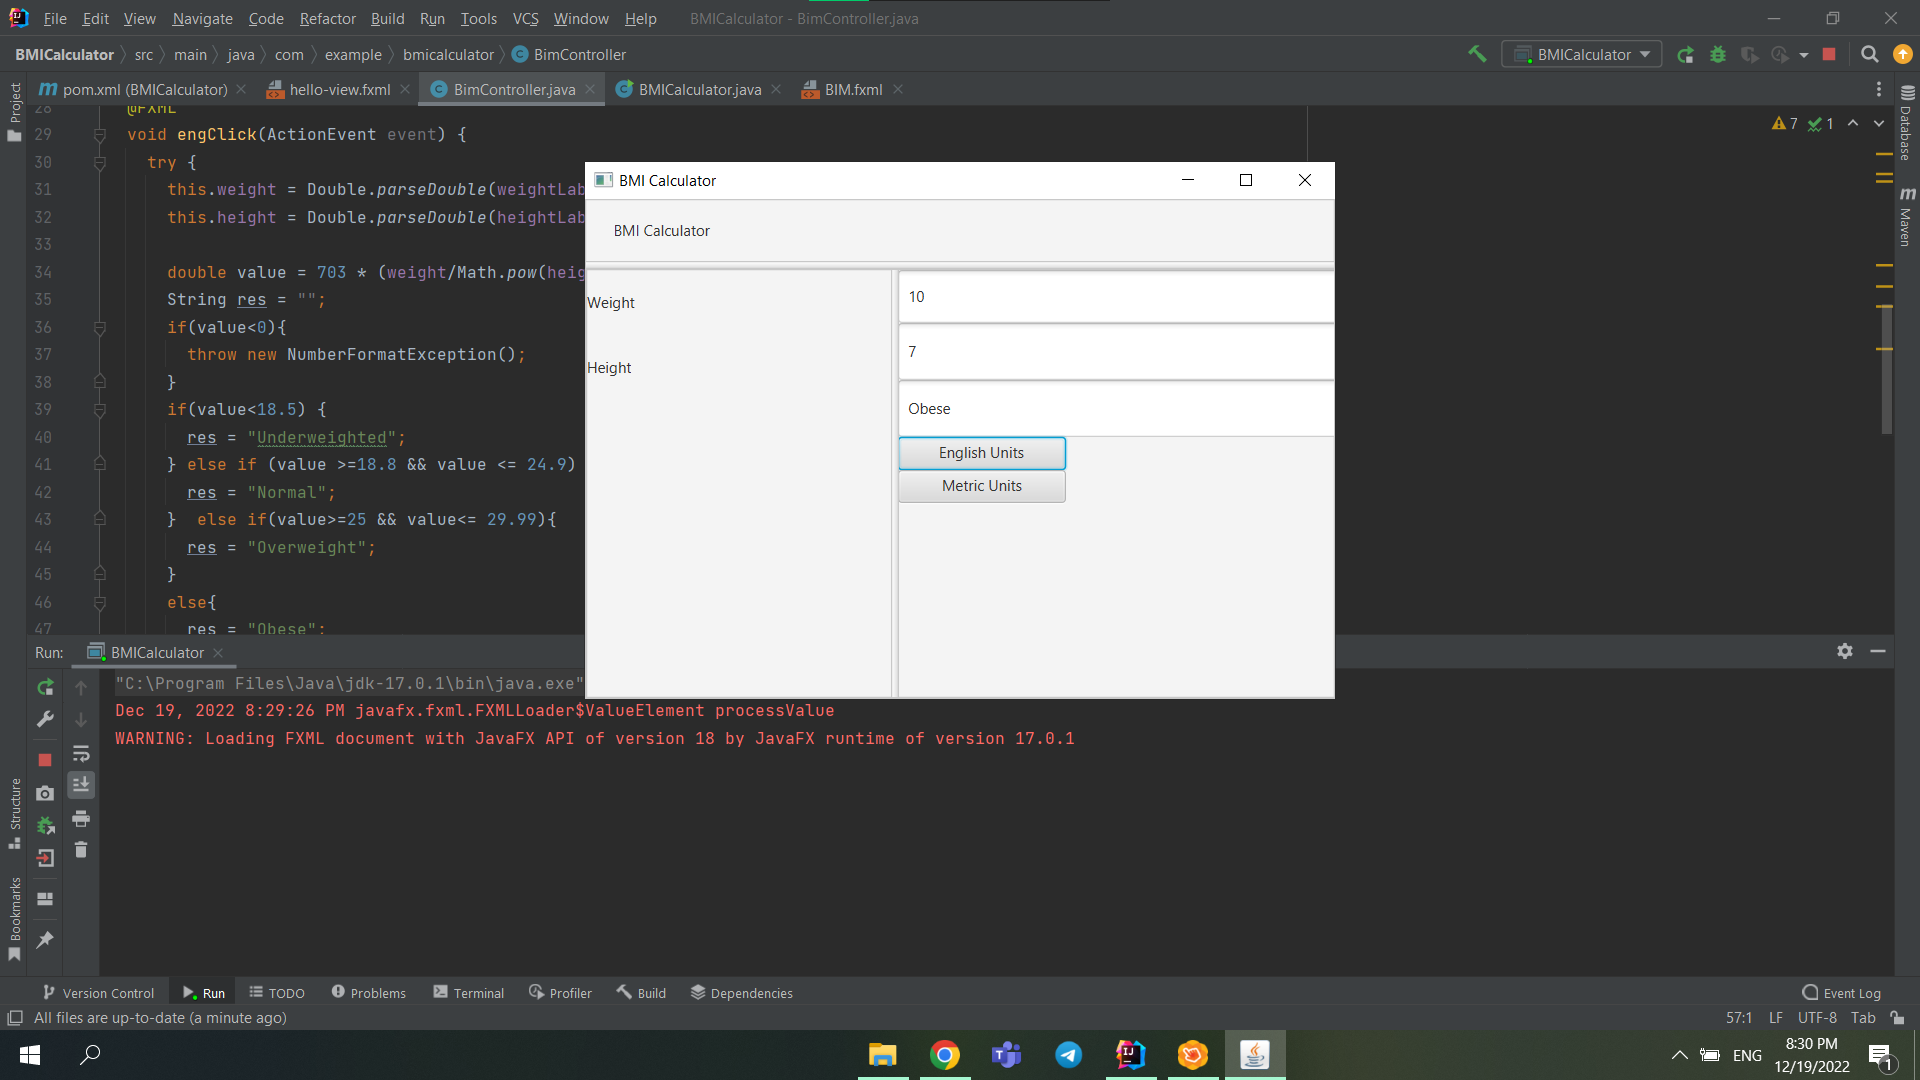 File Edit View Navigate Code Refactor Build Run Tools VCS Window Help BMICalculator - BimController.java
BMICalculator src main java com example bmicalculator BimController BMICalculator
pom.xml (BMICalculator) hello-view.fxml BimController.java BMICalculator.java BIM.fxml
Project
Database
Maven
7 1
28 @FXML
29 void engClick(ActionEvent event) {
30 try {
31 this.weight = Double.parseDouble(weightLab
32 this.height = Double.parseDouble(heightLab
33
34 double value = 703 * (weight/Math.pow(heig
35 String res = "";
36 if(value<0){
37 throw new NumberFormatException();
38 }
39 if(value<18.5) {
40 res = "Underweighted";
41 } else if (value >=18.8 && value <= 24.9)
42 res = "Normal";
43 } else if(value>=25 && value<= 29.99){
44 res = "Overweight";
45 }
46 else{
47 res = "Obese";
BMI Calculator
BMI Calculator
Weight
Height
10
7
Obese
English Units
Metric Units
Run: BMICalculator
"C:\Program Files\Java\jdk-17.0.1\bin\java.exe"
Dec 19, 2022 8:29:26 PM javafx.fxml.FXMLLoader$ValueElement processValue
WARNING: Loading FXML document with JavaFX API of version 18 by JavaFX runtime of version 17.0.1
Structure
Bookmarks
Version Control Run TODO Problems Terminal Profiler Build Dependencies Event Log
All files are up-to-date (a minute ago) 57:1 LF UTF-8 Tab
ENG
8:30 PM
12/19/2022
1